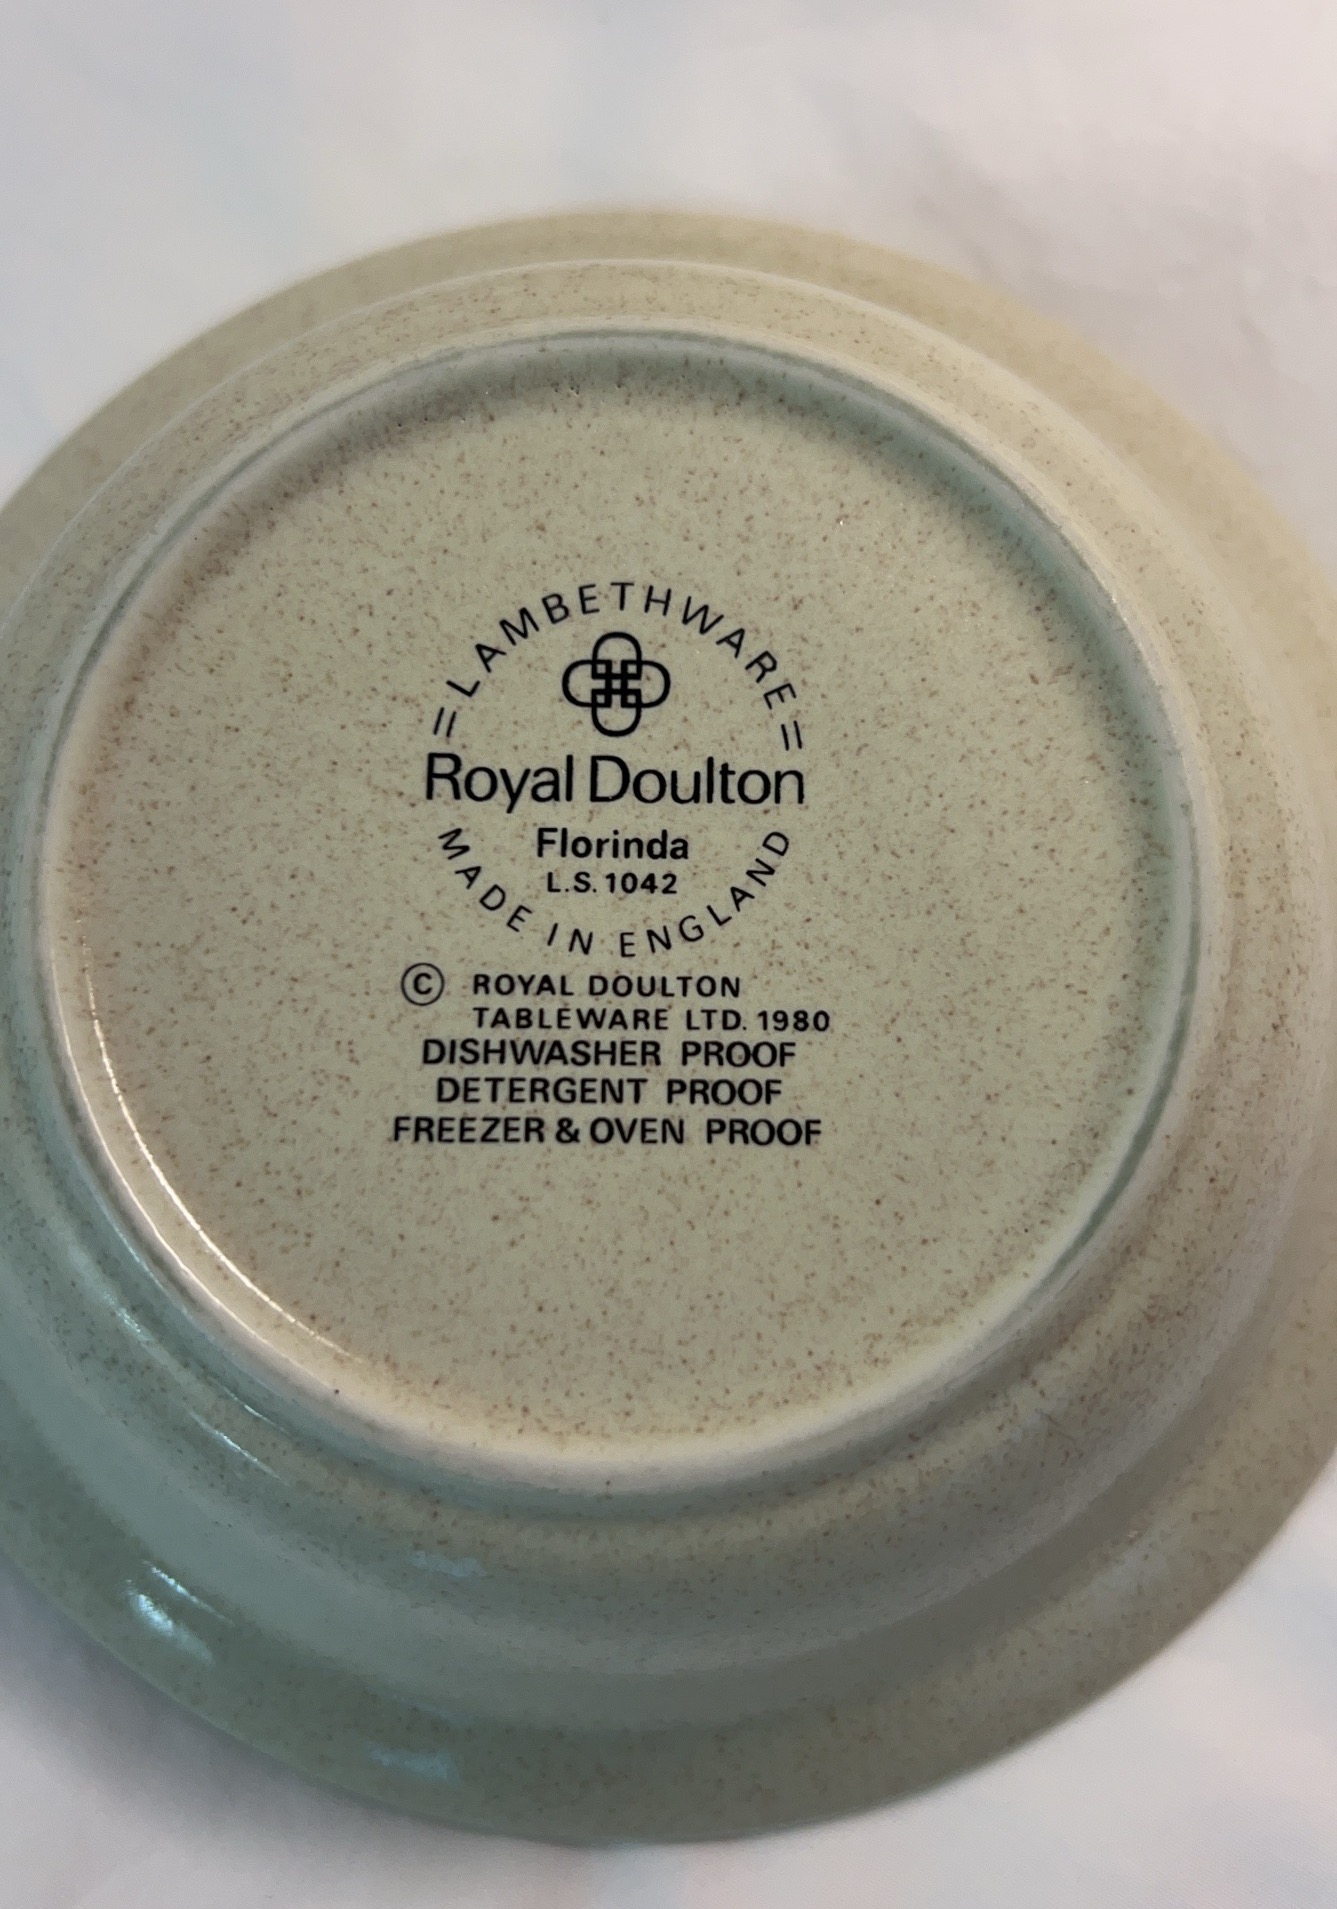 =LAMBETHWARE=
Royal Doulton
Florinda
L.S. 1042
MADE IN ENGLAND
© ROYAL DOULTON
TABLEWARE LTD. 1980
DISHWASHER PROOF
DETERGENT PROOF
FREEZER & OVEN PROOF